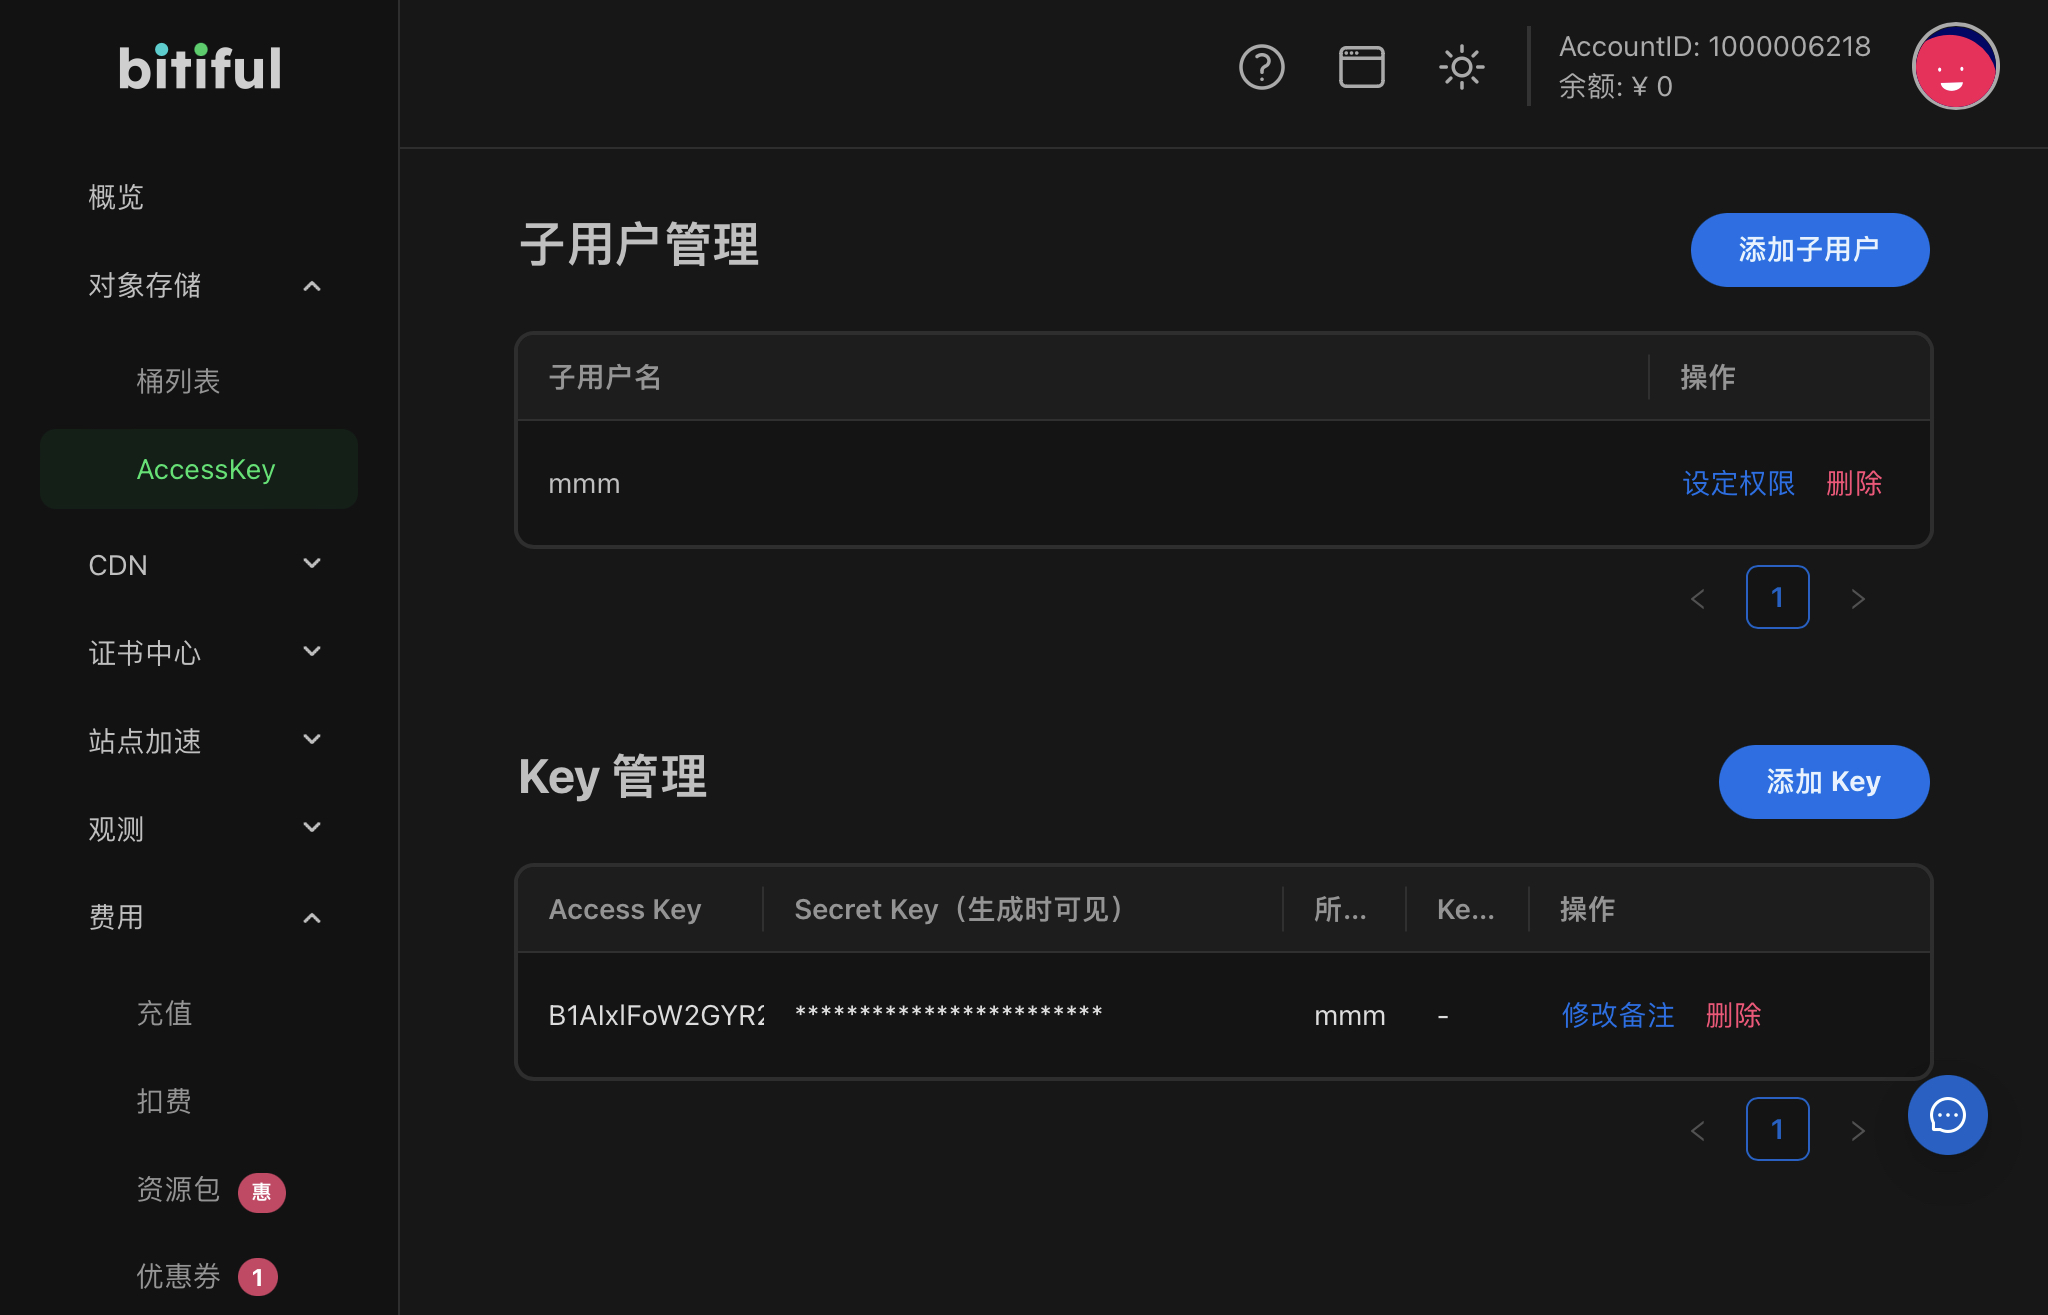 bitiful
AccountID: 1000006218
余额: ¥ 0
概览
对象存储
桶列表
AccessKey
CDN
证书中心
站点加速
观测
费用
充值
扣费
资源包 惠
优惠券 1
子用户管理
添加子用户
子用户名 操作
mmm 设定权限 删除
< 1 >
Key 管理
添加 Key
Access Key Secret Key（生成时可见） 所... Ke... 操作
B1AIxlFoW2GYR2 ************************ mmm - 修改备注 删除
< 1 >